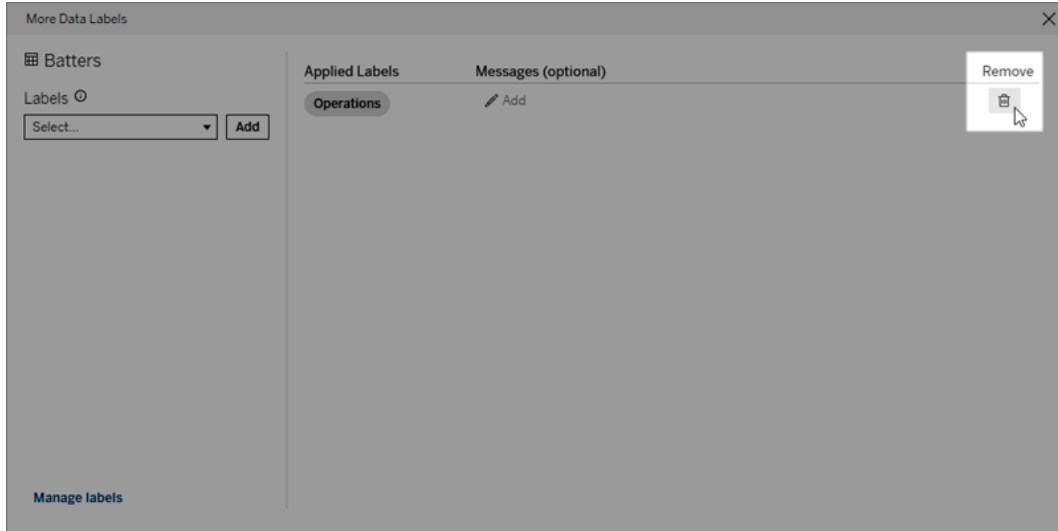 More Data Labels
Batters
Labels
Select...
Add
Manage labels
Applied Labels Messages (optional) Remove
Operations Add